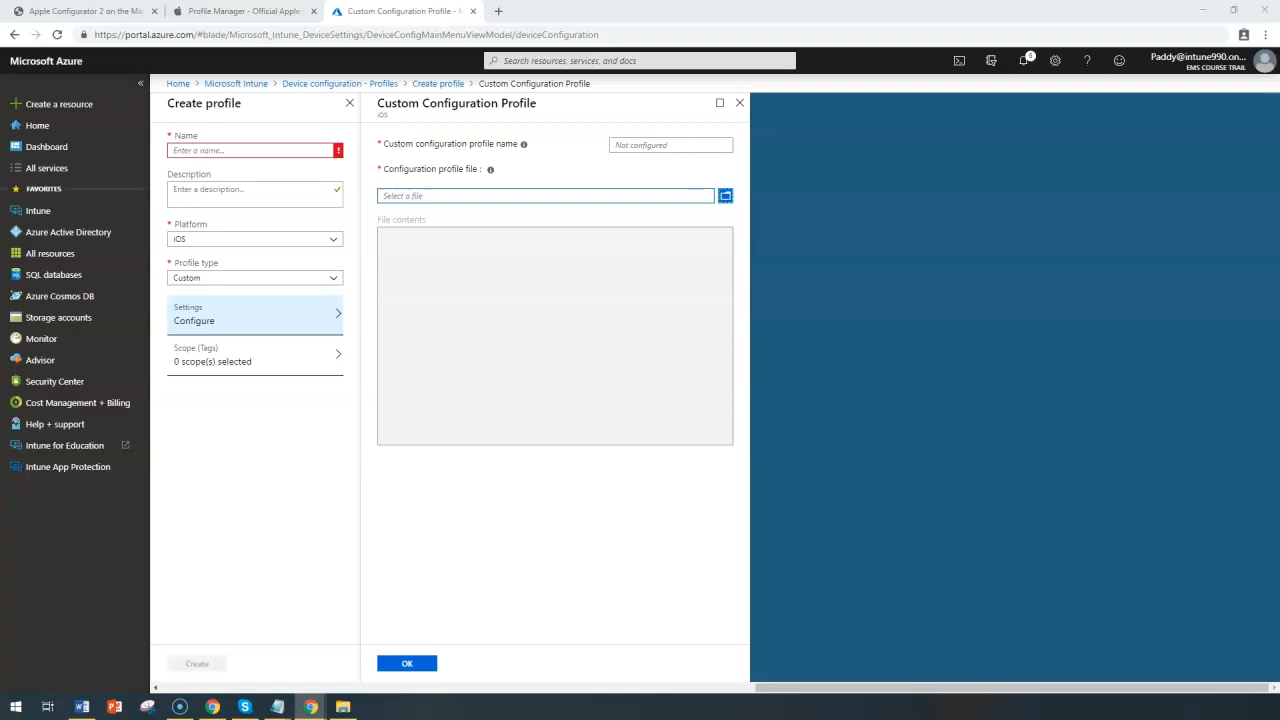 Apple Configurator 2 on the Ma
Profile Manager - Official Apple
Custom Configuration Profile - M
https://portal.azure.com/#blade/Microsoft_Intune_DeviceSettings/DeviceConfigMainMenuViewModel/deviceConfiguration
Microsoft Azure
Search resources, services, and docs
6
Paddy@intune990.on...
EMS COURSE TRAIL
Home > Microsoft Intune > Device configuration - Profiles > Create profile > Custom Configuration Profile
Create a resource
Home
Dashboard
All services
FAVORITES
Intune
Azure Active Directory
All resources
SQL databases
Azure Cosmos DB
Storage accounts
Monitor
Advisor
Security Center
Cost Management + Billing
Help + support
Intune for Education
Intune App Protection
Create profile
* Name
Enter a name...
Description
Enter a description...
* Platform
iOS
* Profile type
Custom
Settings
Configure
Scope (Tags)
0 scope(s) selected
Create
Custom Configuration Profile
iOS
* Custom configuration profile name
Not configured
* Configuration profile file :
Select a file
File contents
OK